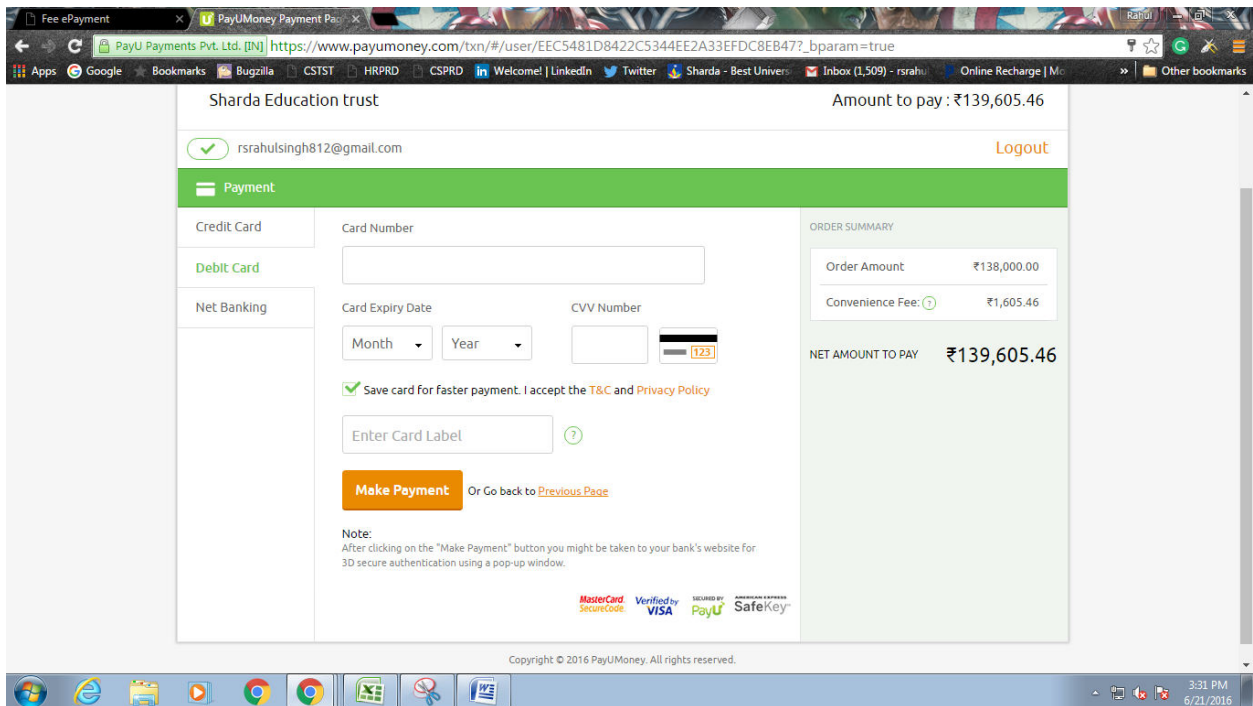 Fee ePayment
PayUMoney Payment Pa
Rahul
PayU Payments Pvt. Ltd. [IN] https://www.payumoney.com/txn/#/user/EEC5481D8422C5344EE2A33EFDC8EB47?_bparam=true
Apps Google Bookmarks Bugzilla CSTST HRPRD CSPRD Welcome! | LinkedIn Twitter Sharda - Best Univers Inbox (1,509) - rsrahu Online Recharge | Mo » Other bookmarks
Sharda Education trust
Amount to pay : ₹139,605.46
rsrahulsingh812@gmail.com
Logout
Payment
Credit Card
Debit Card
Net Banking
Card Number
Card Expiry Date
CVV Number
Month
Year
123
Save card for faster payment. I accept the T&C and Privacy Policy
Enter Card Label
?
Make Payment
Or Go back to Previous Page
Note:
After clicking on the "Make Payment" button you might be taken to your bank's website for
3D secure authentication using a pop-up window.
MasterCard. SecureCode.
Verified by VISA
SECURED BY PayU
AMERICAN EXPRESS SafeKey
ORDER SUMMARY
Order Amount ₹138,000.00
Convenience Fee: ? ₹1,605.46
NET AMOUNT TO PAY ₹139,605.46
Copyright © 2016 PayUMoney. All rights reserved.
3:31 PM
6/21/2016